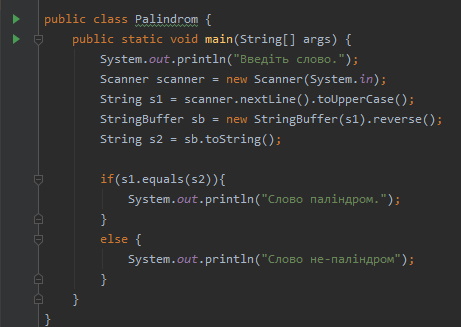 public class Palindrom {
public static void main(String[] args) {
System.out.println("Введіть слово.");
Scanner scanner = new Scanner(System.in);
String s1 = scanner.nextLine().toUpperCase();
StringBuffer sb = new StringBuffer(s1).reverse();
String s2 = sb.toString();
if(s1.equals(s2)){
System.out.println("Слово паліндром.");
}
else {
System.out.println("Слово не-паліндром");
}
}
}